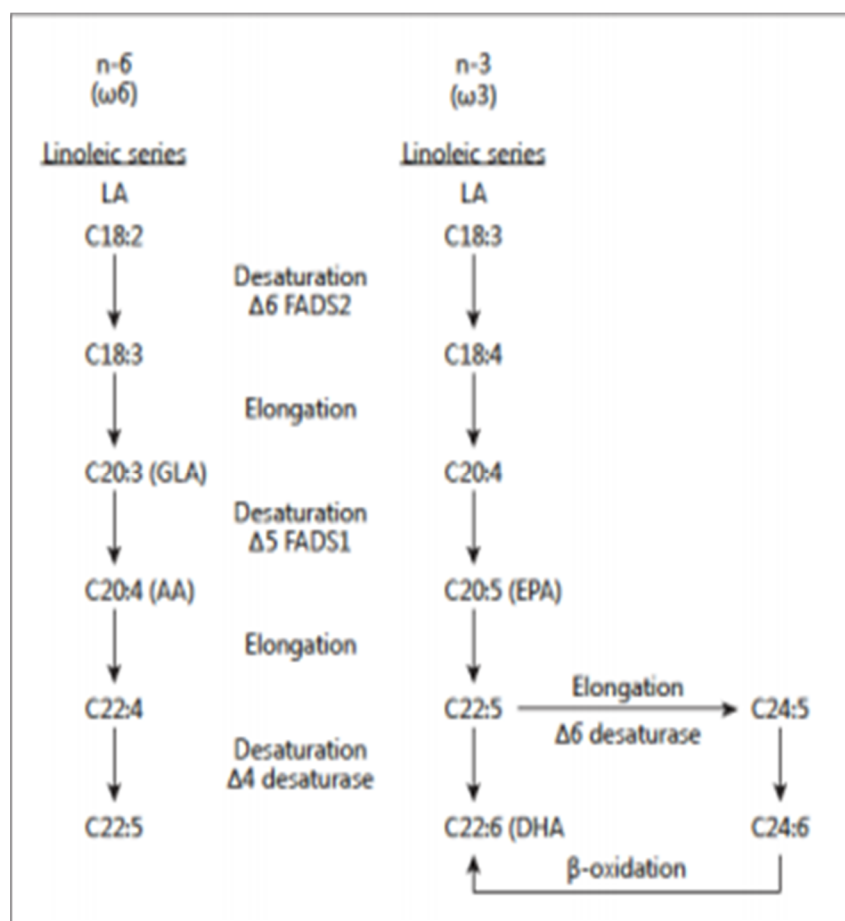 n-6
(ω6)
n-3
(ω3)
Linoleic series
Linoleic series
LA
LA
C18:2
C18:3
Desaturation
Δ6 FADS2
C18:3
C18:4
Elongation
C20:3 (GLA)
C20:4
Desaturation
Δ5 FADS1
C20:4 (AA)
C20:5 (EPA)
Elongation
C22:4
C22:5
Elongation
Δ6 desaturase
C24:5
Desaturation
Δ4 desaturase
C22:5
C22:6 (DHA
C24:6
β-oxidation